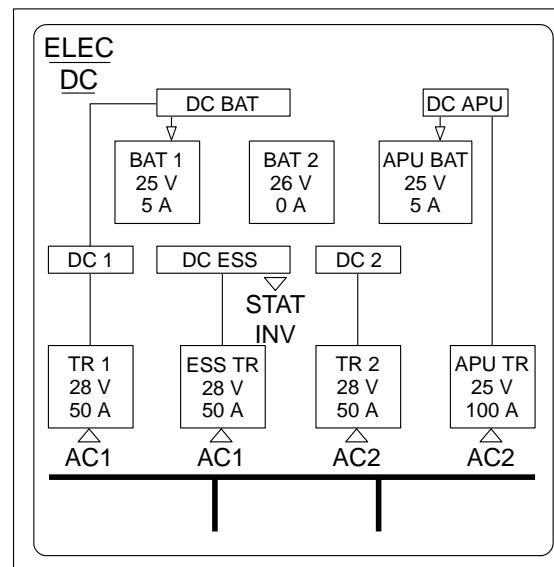 ELEC
DC
DC BAT
DC APU
BAT 1
25 V
5 A
BAT 2
26 V
0 A
APU BAT
25 V
5 A
DC 1
DC ESS
DC 2
STAT
INV
TR 1
28 V
50 A
ESS TR
28 V
50 A
TR 2
28 V
50 A
APU TR
25 V
100 A
AC1
AC1
AC2
AC2